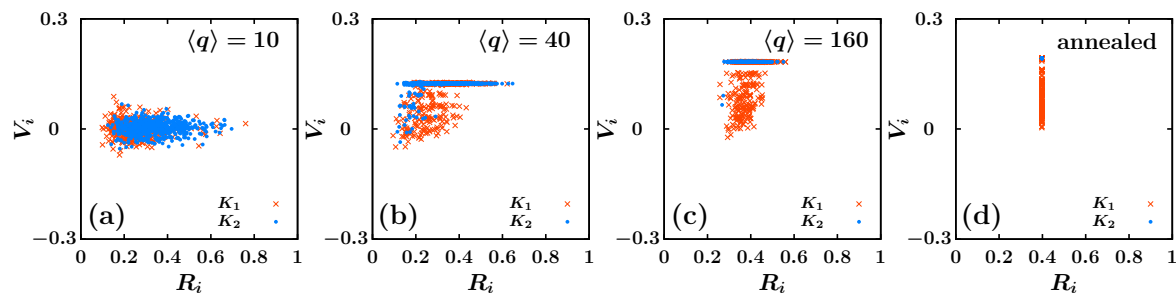 0.3
V_i
0
−0.3
⟨q⟩ = 10
K_1
K_2
(a)
0 0.2 0.4 0.6 0.8 1
R_i
0.3
V_i
0
−0.3
⟨q⟩ = 40
K_1
K_2
(b)
0 0.2 0.4 0.6 0.8 1
R_i
0.3
V_i
0
−0.3
⟨q⟩ = 160
K_1
K_2
(c)
0 0.2 0.4 0.6 0.8 1
R_i
0.3
V_i
0
−0.3
annealed
K_1
K_2
(d)
0 0.2 0.4 0.6 0.8 1
R_i